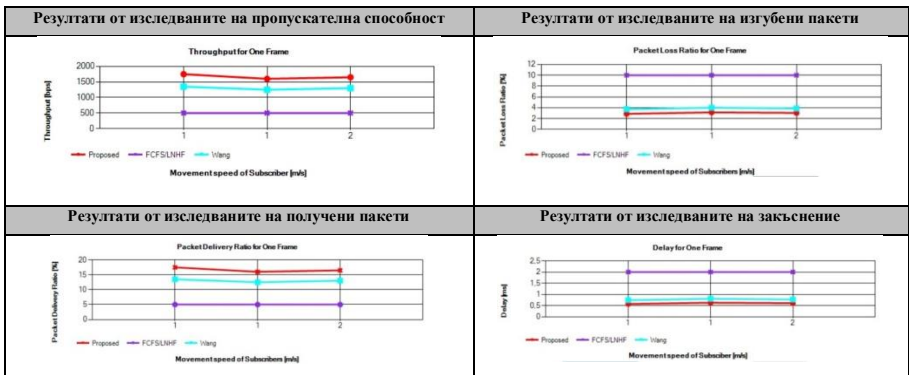 Резултати от изследваните на пропускателна способност
Throughput for One Frame
Throughput [bps]
2000
1500
1000
500
0
1 1 2
Proposed FCFS/LNHF Wang
Movement speed of Subscriber [m/s]
Резултати от изследваните на изгубени пакети
Packet Loss Ratio for One Frame
Packet Loss Ratio [%]
12
10
8
6
4
2
0
1 1 2
Proposed FCFS/LNHF Wang
Movement speed of Subscribers [m/s]
Резултати от изследваните на получени пакети
Packet Delivery Ratio for One Frame
Packet Delivery Ratio [%]
20
15
10
5
0
1 1 2
Proposed FCFS/LNHF Wang
Movement speed of Subscribers [m/s]
Резултати от изследваните на закъснение
Delay for One Frame
Delay [ms]
2.5
2
1.5
1
0.5
0
1 1 2
Proposed FCFS/LNHF Wang
Movement speed of Subscriber [m/s]